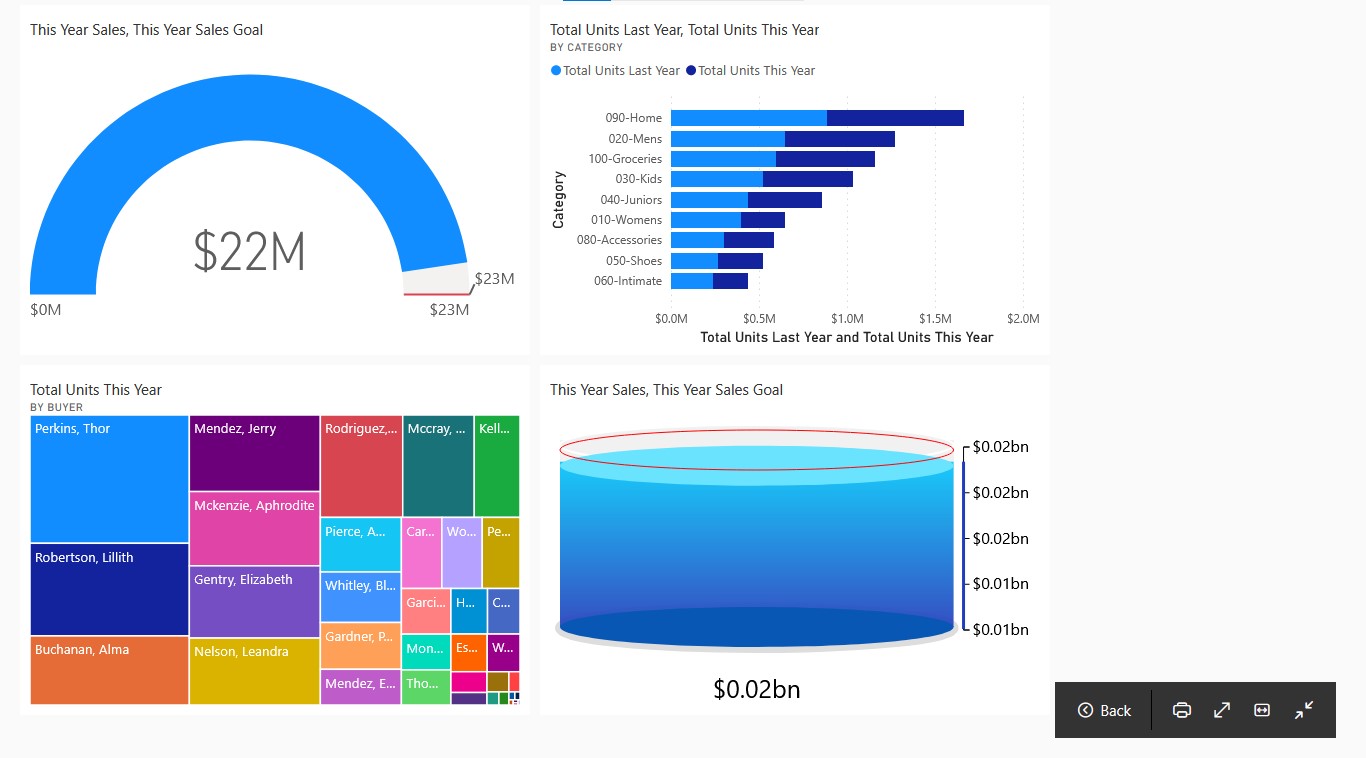 This Year Sales, This Year Sales Goal
$22M
$0M
$23M
$23M
Total Units Last Year, Total Units This Year
BY CATEGORY
Total Units Last Year Total Units This Year
Category
090-Home
020-Mens
100-Groceries
030-Kids
040-Juniors
010-Womens
080-Accessories
050-Shoes
060-Intimate
$0.0M $0.5M $1.0M $1.5M $2.0M
Total Units Last Year and Total Units This Year
Total Units This Year
BY BUYER
Perkins, Thor
Robertson, Lillith
Buchanan, Alma
Mendez, Jerry
Mckenzie, Aphrodite
Gentry, Elizabeth
Nelson, Leandra
Rodriguez,...
Mccray, ...
Kell...
Pierce, A...
Whitley, Bl...
Gardner, P...
Mendez, E...
Car...
Wo...
Pe...
Garci...
H...
C...
Mon...
Es...
W...
Tho...
This Year Sales, This Year Sales Goal
$0.02bn
$0.02bn
$0.02bn
$0.01bn
$0.01bn
$0.02bn
Back